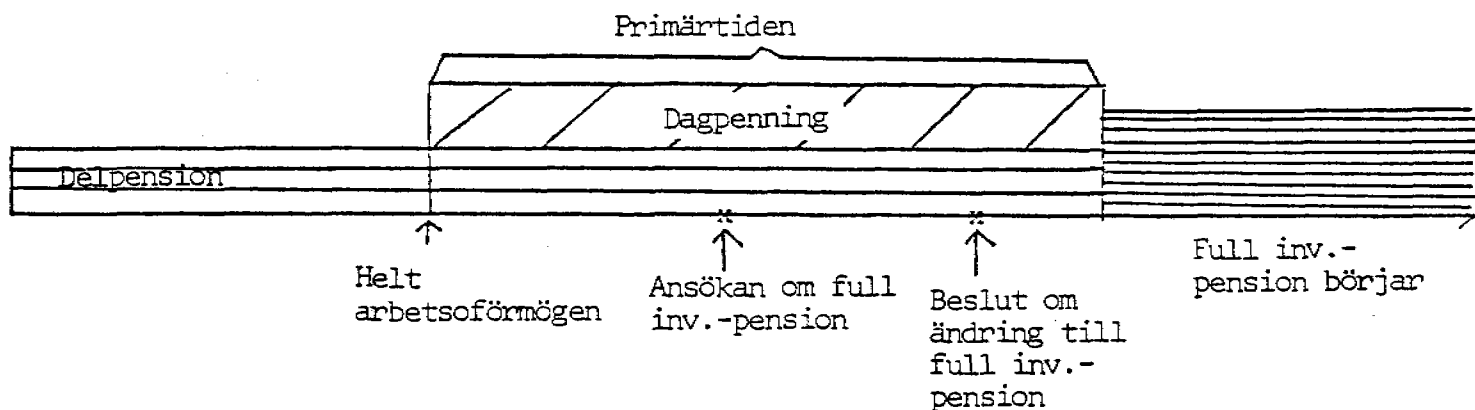 Primärtiden
Dagpenning
Delpension
Helt
arbetsoförmögen
Ansökan om full
inv.-pension
Beslut om
ändring till
full inv.-
pension
Full inv.-
pension börjar